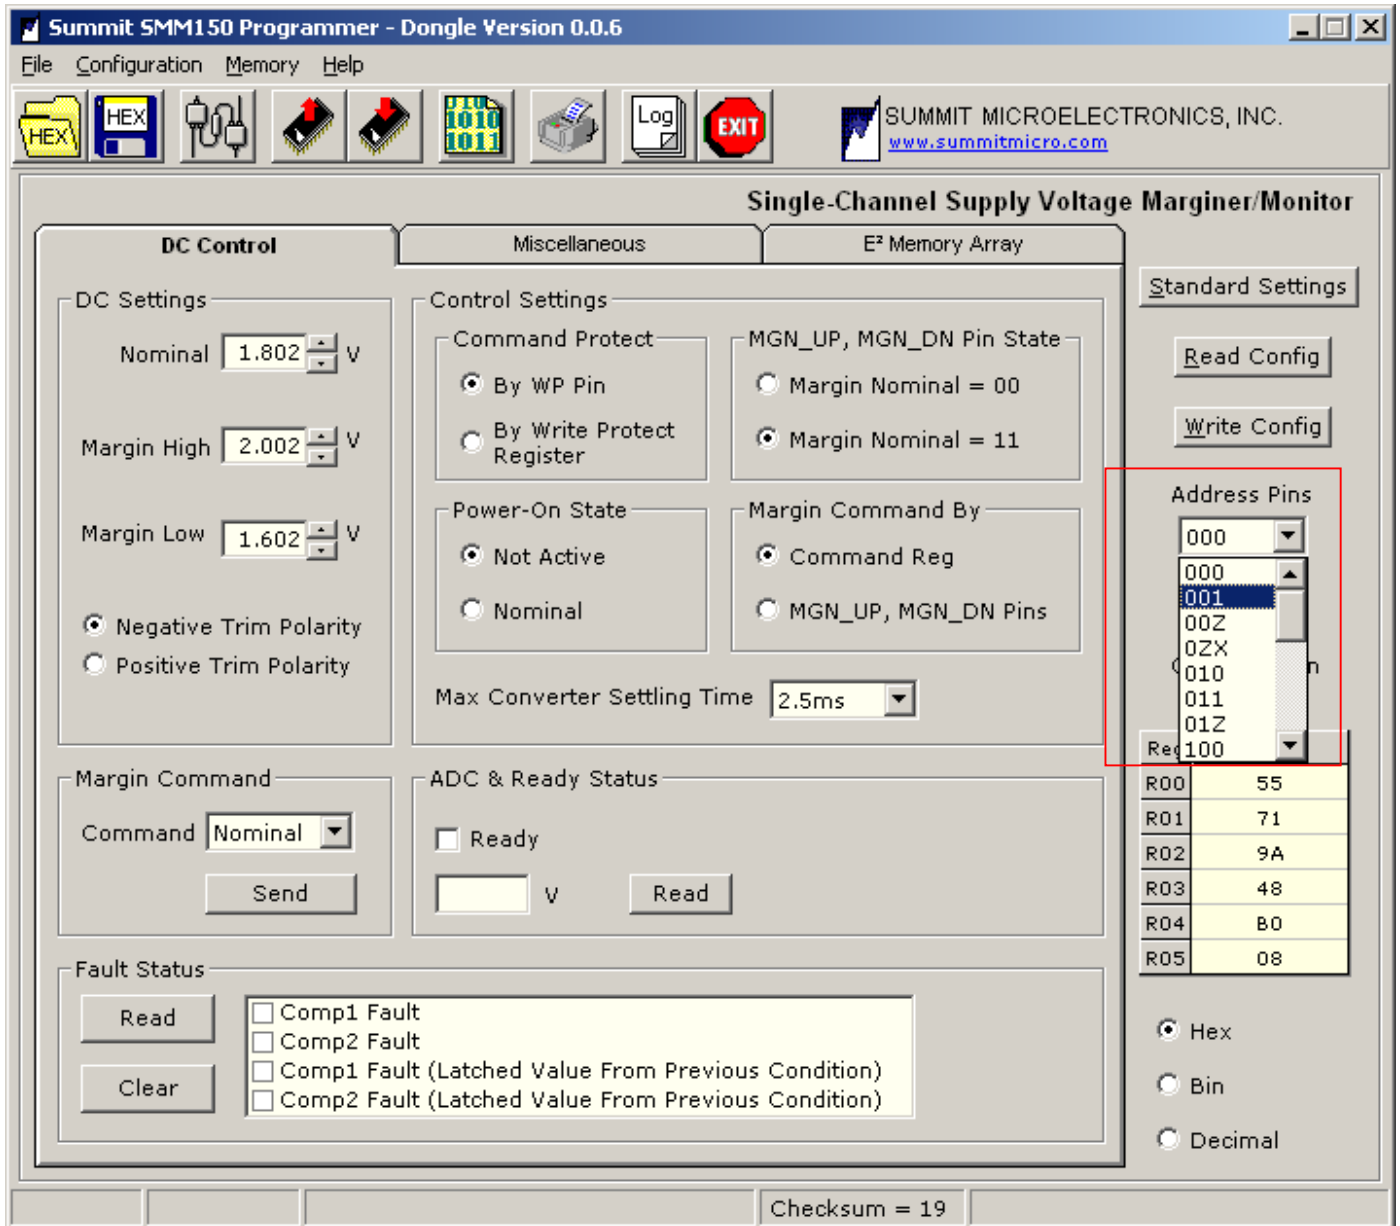 Summit SMM150 Programmer - Dongle Version 0.0.6
File Configuration Memory Help
HEX HEX 110 1010 1011 Log EXIT
SUMMIT MICROELECTRONICS, INC.
www.summitmicro.com
Single-Channel Supply Voltage Marginer/Monitor
DC Control Miscellaneous E² Memory Array
DC Settings
Nominal 1.802 V
Margin High 2.002 V
Margin Low 1.602 V
Negative Trim Polarity
Positive Trim Polarity
Control Settings
Command Protect
By WP Pin
By Write Protect
Register
MGN_UP, MGN_DN Pin State
Margin Nominal = 00
Margin Nominal = 11
Power-On State
Not Active
Nominal
Margin Command By
Command Reg
MGN_UP, MGN_DN Pins
Max Converter Settling Time 2.5ms
Standard Settings
Read Config
Write Config
Address Pins
000
000
001
00Z
0ZX
010
011
01Z
100
Margin Command
Command Nominal
Send
ADC & Ready Status
Ready
V Read
R00 55
R01 71
R02 9A
R03 48
R04 B0
R05 08
Fault Status
Read
Clear
Comp1 Fault
Comp2 Fault
Comp1 Fault (Latched Value From Previous Condition)
Comp2 Fault (Latched Value From Previous Condition)
Hex
Bin
Decimal
Checksum = 19